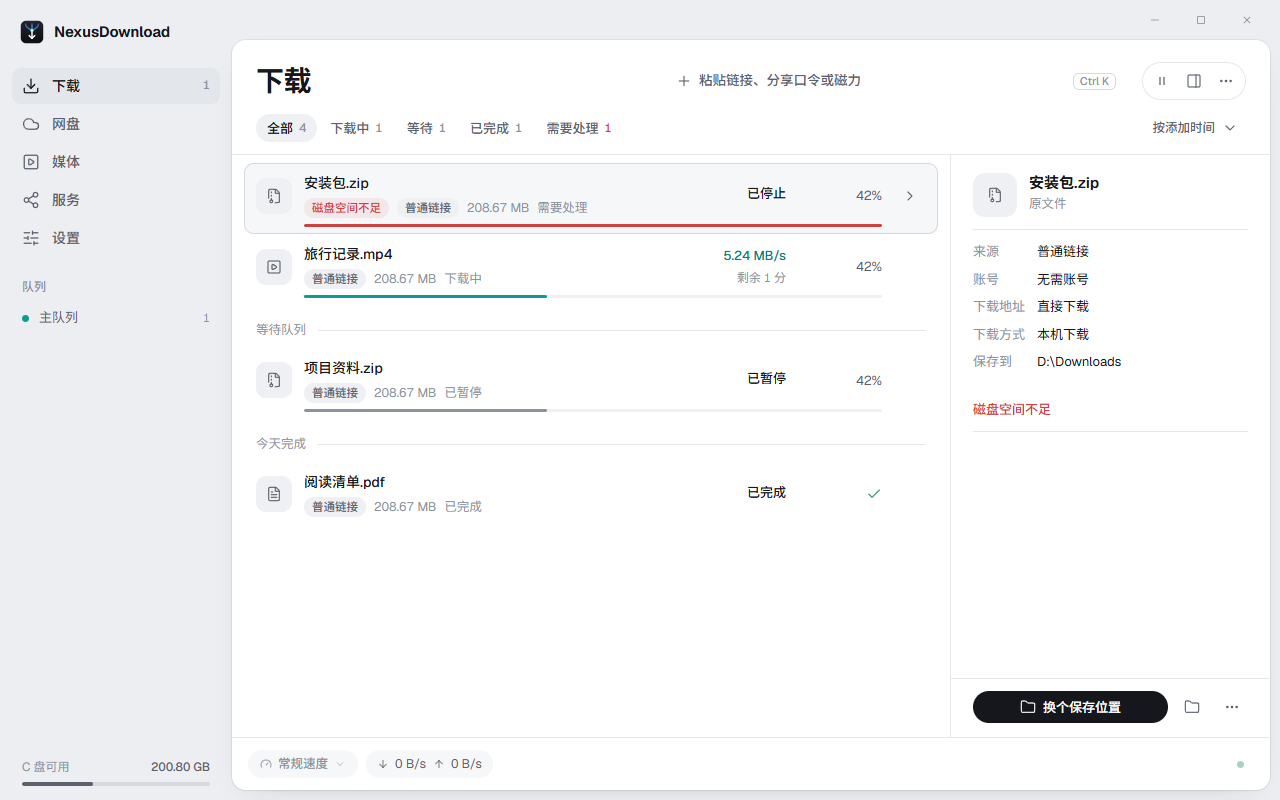 NexusDownload
下载 1
网盘
媒体
服务
设置
队列
主队列 1
C 盘可用 200.80 GB
下载
粘贴链接、分享口令或磁力
Ctrl K
全部 4 下载中 1 等待 1 已完成 1 需要处理 1
按添加时间
安装包.zip
磁盘空间不足 普通链接 208.67 MB 需要处理
已停止
42%
旅行记录.mp4
普通链接 208.67 MB 下载中
5.24 MB/s
剩余 1 分
42%
等待队列
项目资料.zip
普通链接 208.67 MB 已暂停
已暂停
42%
今天完成
阅读清单.pdf
普通链接 208.67 MB 已完成
已完成
安装包.zip
原文件
来源 普通链接
账号 无需账号
下载地址 直接下载
下载方式 本机下载
保存到 D:\Downloads
磁盘空间不足
换个保存位置
常规速度 0 B/s 0 B/s